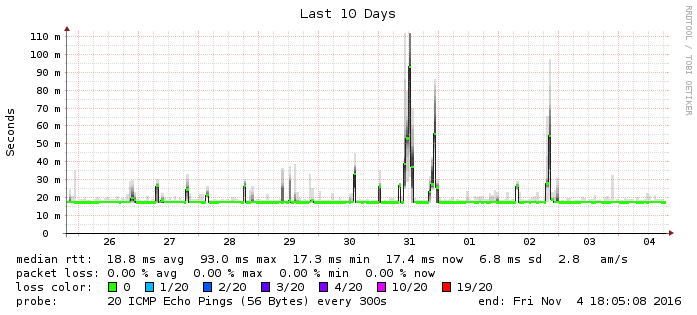 Last 10 Days
RRDTOOL / TOBI OETIKER
Seconds
110 m
100 m
90 m
80 m
70 m
60 m
50 m
40 m
30 m
20 m
10 m
0
26 27 28 29 30 31 01 02 03 04
median rtt: 18.8 ms avg 93.0 ms max 17.3 ms min 17.4 ms now 6.8 ms sd 2.8 am/s
packet loss: 0.00 % avg 0.00 % max 0.00 % min 0.00 % now
loss color: 0 1/20 2/20 3/20 4/20 10/20 19/20
probe: 20 ICMP Echo Pings (56 Bytes) every 300s end: Fri Nov 4 18:05:08 2016